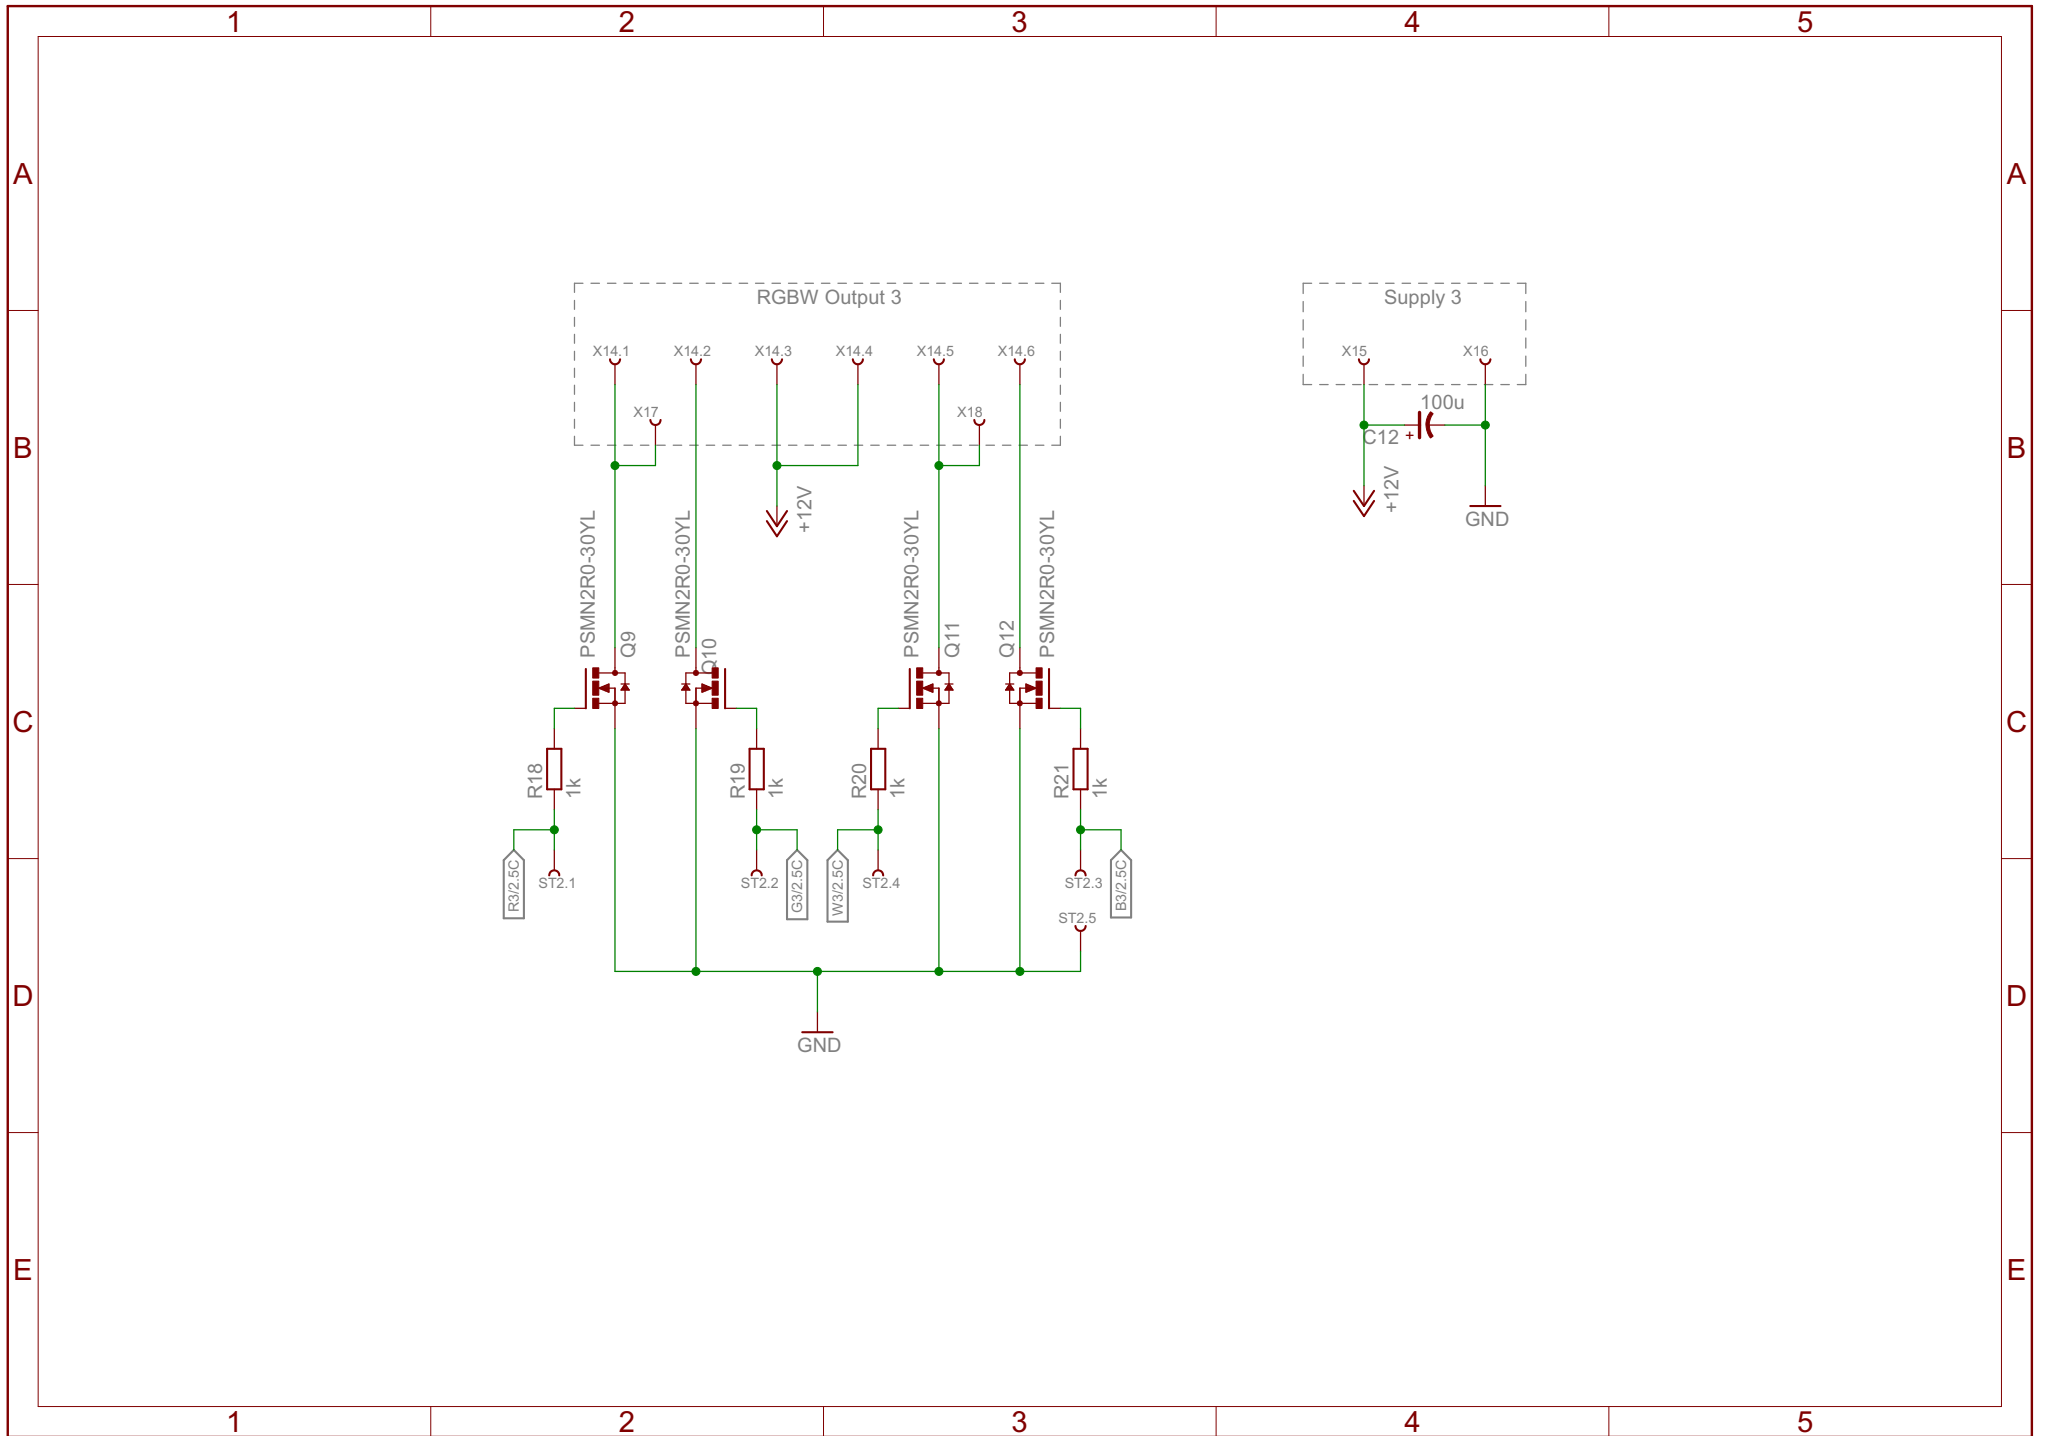 1 2 3 4 5
A A
RGBW Output 3 Supply 3
X14.1 X14.2 X14.3 X14.4 X14.5 X14.6 X15 X16
100u
X17 X18
C12 +
B B
+12V +12V
GND
PSMN2R0-30YL PSMN2R0-30YL PSMN2R0-30YL PSMN2R0-30YL
Q9 Q10 Q11 Q12
C C
R18 1k R19 1k R20 1k R21 1k
R3/2.5C ST2.1 ST2.2 G3/2.5C W3/2.5C ST2.4 ST2.3 B3/2.5C
ST2.5
D D
GND
E E
1 2 3 4 5